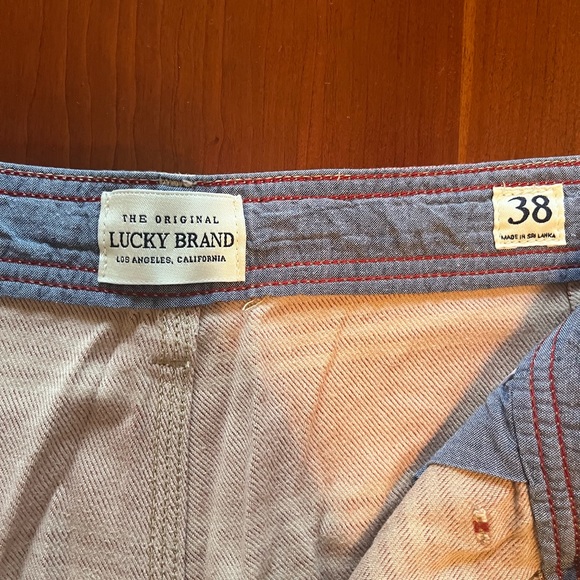 THE ORIGINAL
LUCKY BRAND
LOS ANGELES, CALIFORNIA
38
MADE IN SRI LANKA